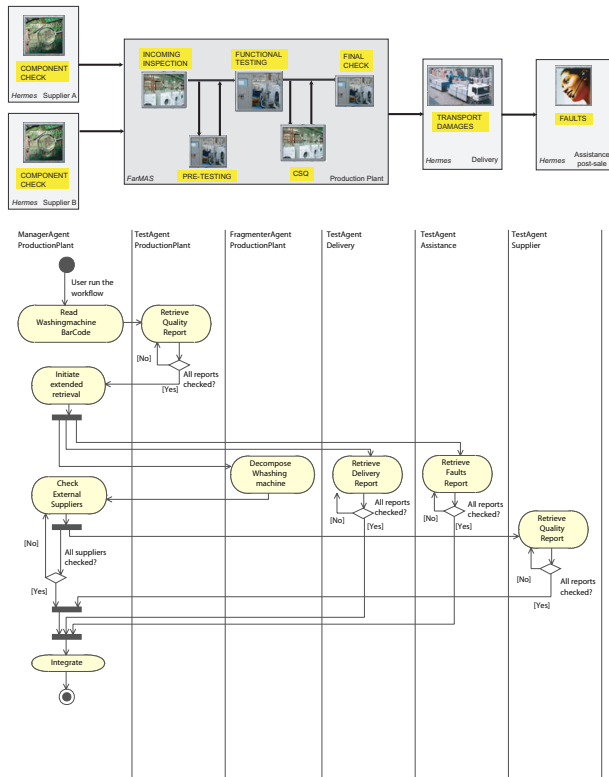 COMPONENT
CHECK
Hermes Supplier A
COMPONENT
CHECK
Hermes Supplier B
INCOMING
INSPECTION
FUNCTIONAL
TESTING
FINAL
CHECK
PRE-TESTING
CSQ
FarMAS
Production Plant
TRANSPORT
DAMAGES
Hermes
Delivery
FAULTS
Hermes
Assistance
post-sale
ManagerAgent
ProductionPlant
TestAgent
ProductionPlant
FragmenterAgent
ProductionPlant
TestAgent
Delivery
TestAgent
Assistance
TestAgent
Supplier
User run the
workflow
Read
Washingmachine
BarCode
Retrieve
Quality
Report
[No]
All reports
checked?
[Yes]
Initiate
extended
retrieval
Decompose
Whashing
machine
Retrieve
Delivery
Report
[No]
All reports
checked?
[Yes]
Retrieve
Faults
Report
[No]
All reports
checked?
[Yes]
Check
External
Suppliers
[No]
All suppliers
checked?
[Yes]
Retrieve
Quality
Report
[No]
All reports
checked?
[Yes]
Integrate